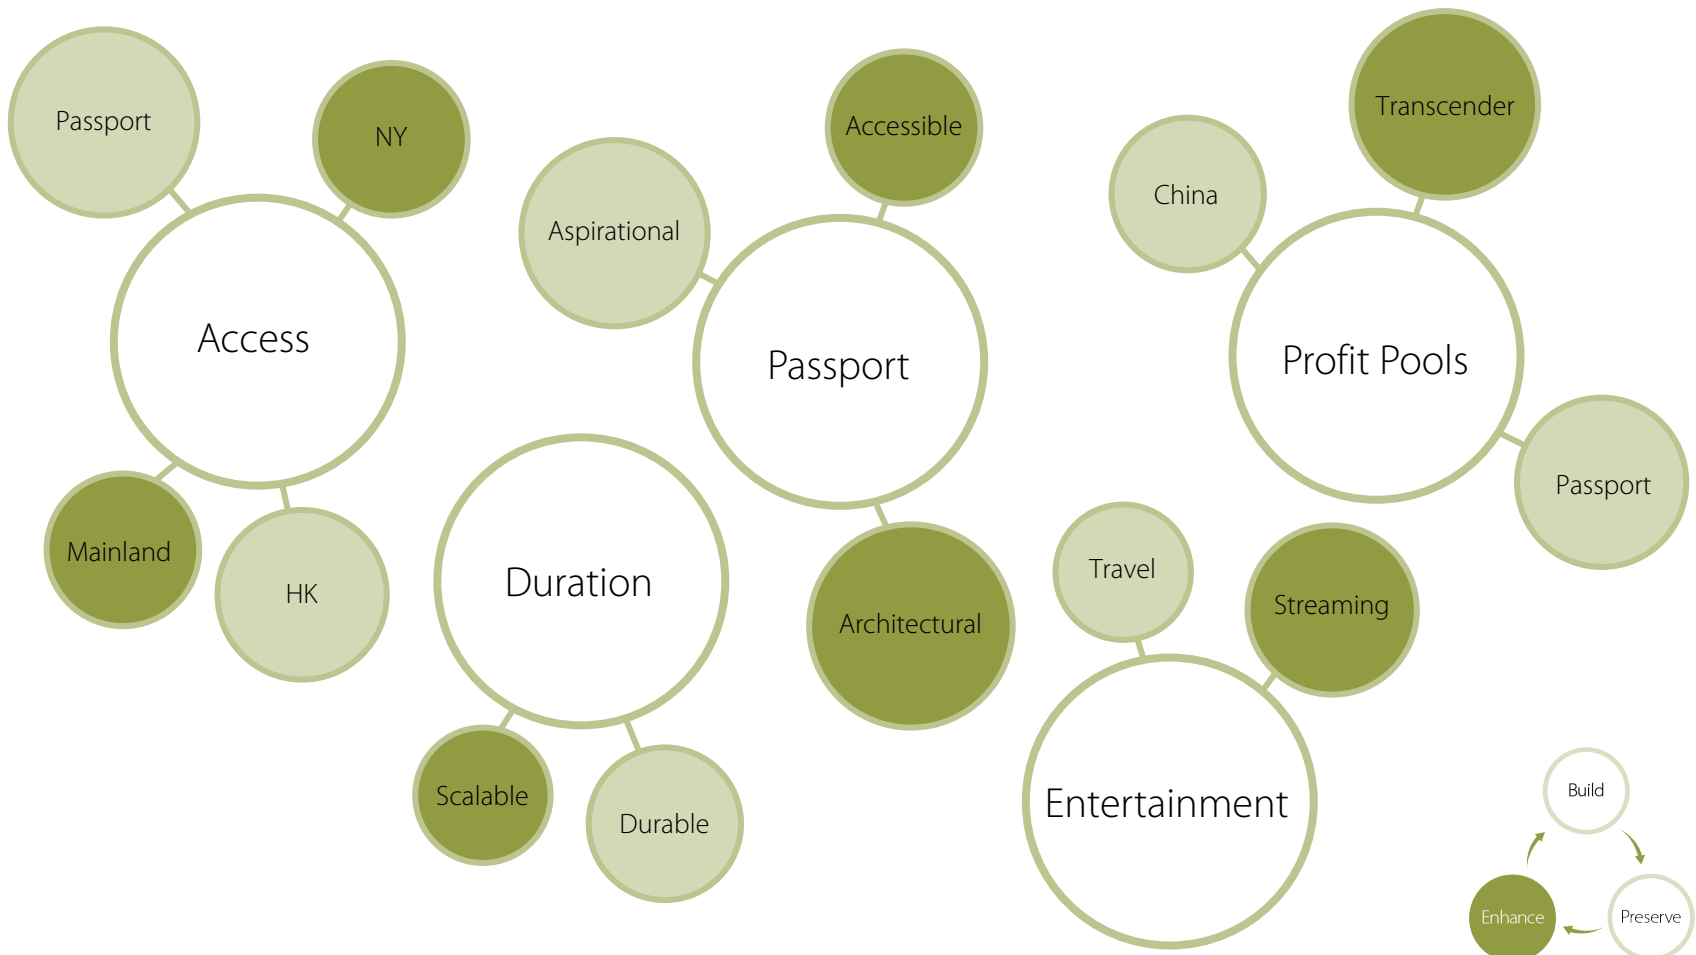 Passport
NY
Access
Mainland
HK
Accessible
Aspirational
Passport
Architectural
Duration
Scalable
Durable
Transcender
China
Profit Pools
Passport
Travel
Streaming
Entertainment
Build
Enhance
Preserve